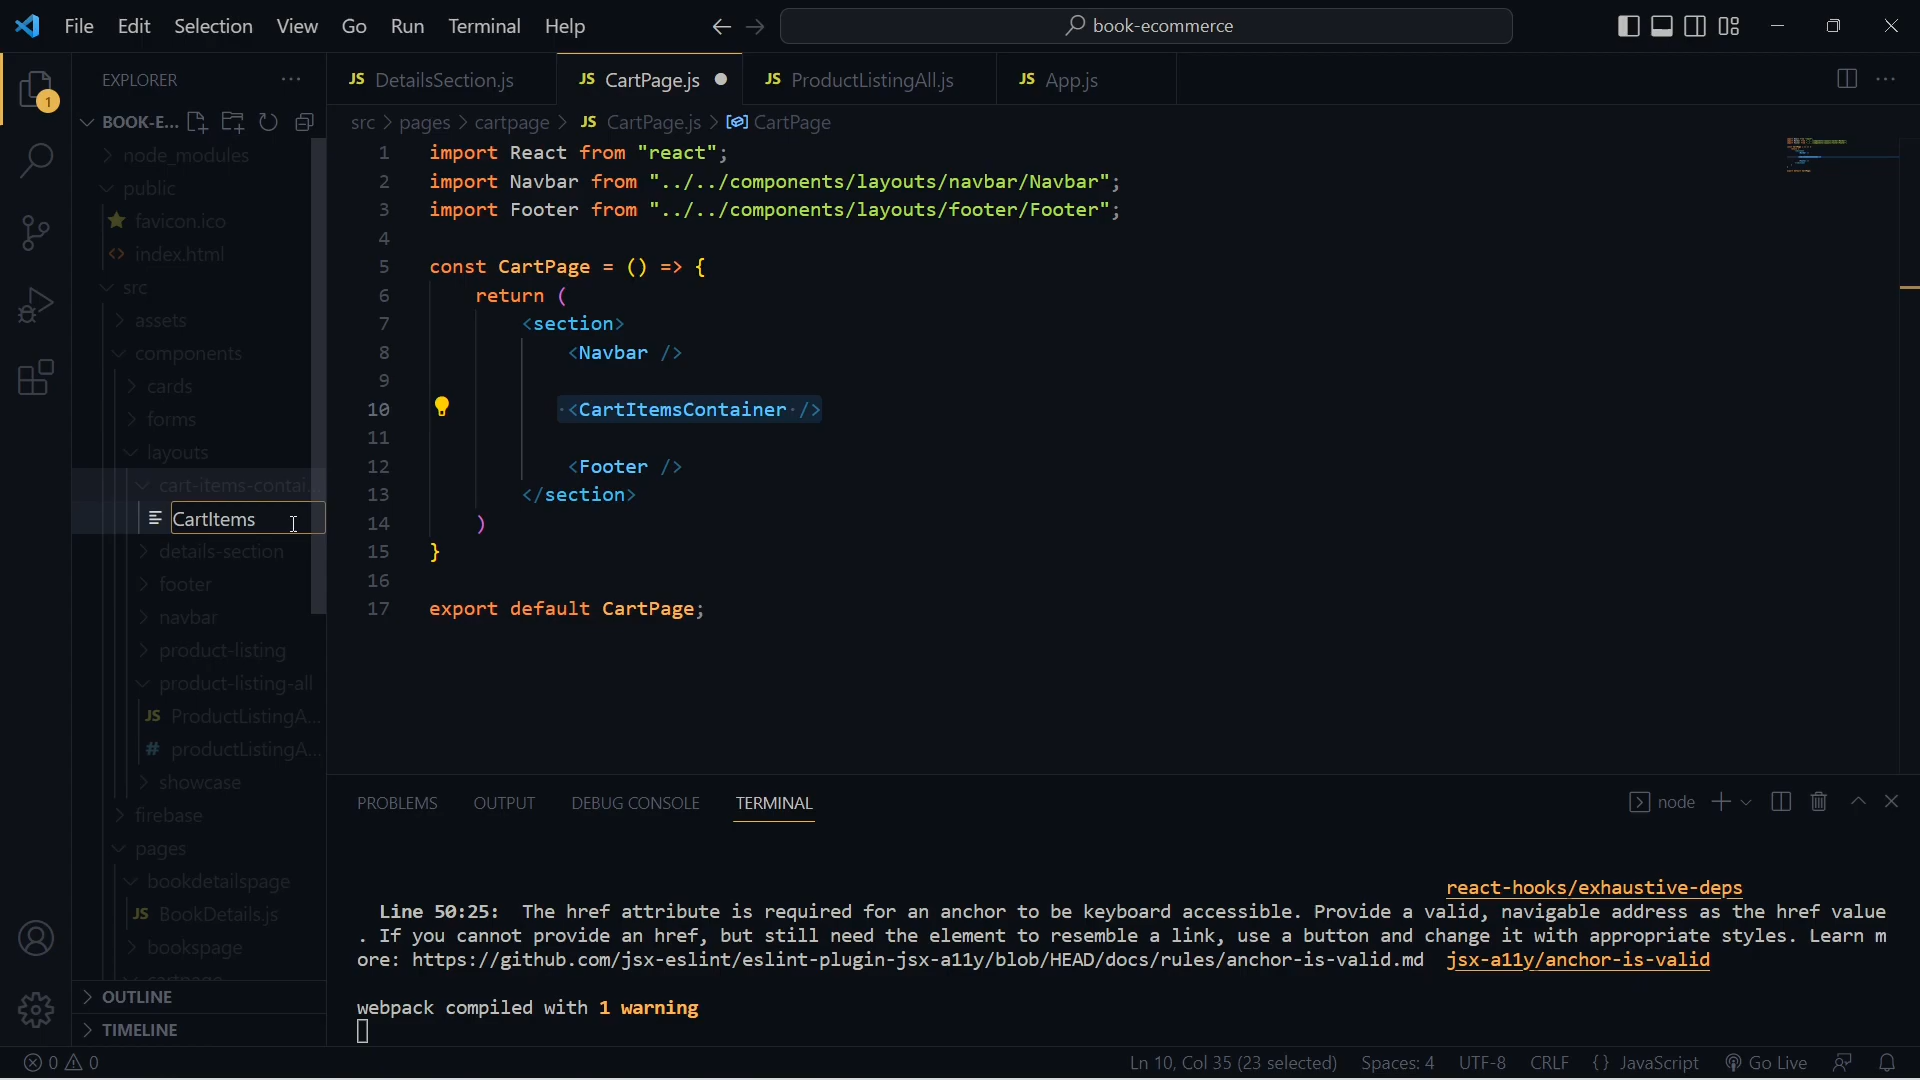 File Edit Selection View Go Run Terminal Help
book-ecommerce
EXPLORER
BOOK-E...
node_modules
public
favicon.ico
index.html
src
assets
components
cards
forms
layouts
cart-items-contai...
CartItems
details-section
footer
navbar
product-listing
product-listing-all
JS ProductListingA...
# productListingA...
showcase
firebase
pages
bookdetailspage
JS BookDetails.js
bookspage
cartpage
OUTLINE
TIMELINE
1
JS DetailsSection.js JS CartPage.js JS ProductListingAll.js JS App.js
src > pages > cartpage > JS CartPage.js > CartPage
1 import React from "react";
2 import Navbar from "../../components/layouts/navbar/Navbar";
3 import Footer from "../../components/layouts/footer/Footer";
4
5 const CartPage = () => {
6 return (
7 <section>
8 <Navbar />
9
10 <CartItemsContainer />
11
12 <Footer />
13 </section>
14 )
15 }
16
17 export default CartPage;
PROBLEMS OUTPUT DEBUG CONSOLE TERMINAL
node
react-hooks/exhaustive-deps
Line 50:25: The href attribute is required for an anchor to be keyboard accessible. Provide a valid, navigable address as the href value
. If you cannot provide an href, but still need the element to resemble a link, use a button and change it with appropriate styles. Learn m
ore: https://github.com/jsx-eslint/eslint-plugin-jsx-a11y/blob/HEAD/docs/rules/anchor-is-valid.md jsx-a11y/anchor-is-valid
webpack compiled with 1 warning
0 0
Ln 10, Col 35 (23 selected) Spaces: 4 UTF-8 CRLF {} JavaScript Go Live